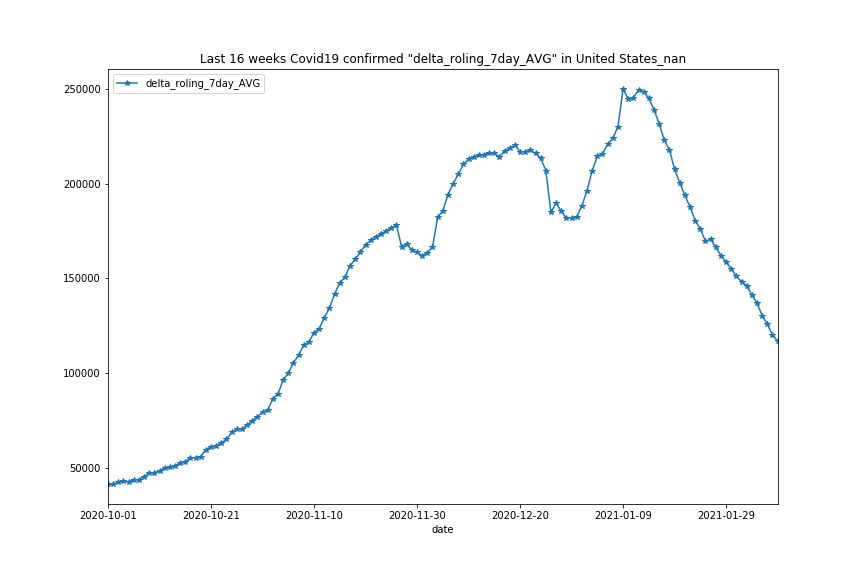 Last 16 weeks Covid19 confirmed "delta_roling_7day_AVG" in United States_nan
delta_roling_7day_AVG
250000
200000
150000
100000
50000
2020-10-01 2020-10-21 2020-11-10 2020-11-30 2020-12-20 2021-01-09 2021-01-29
date